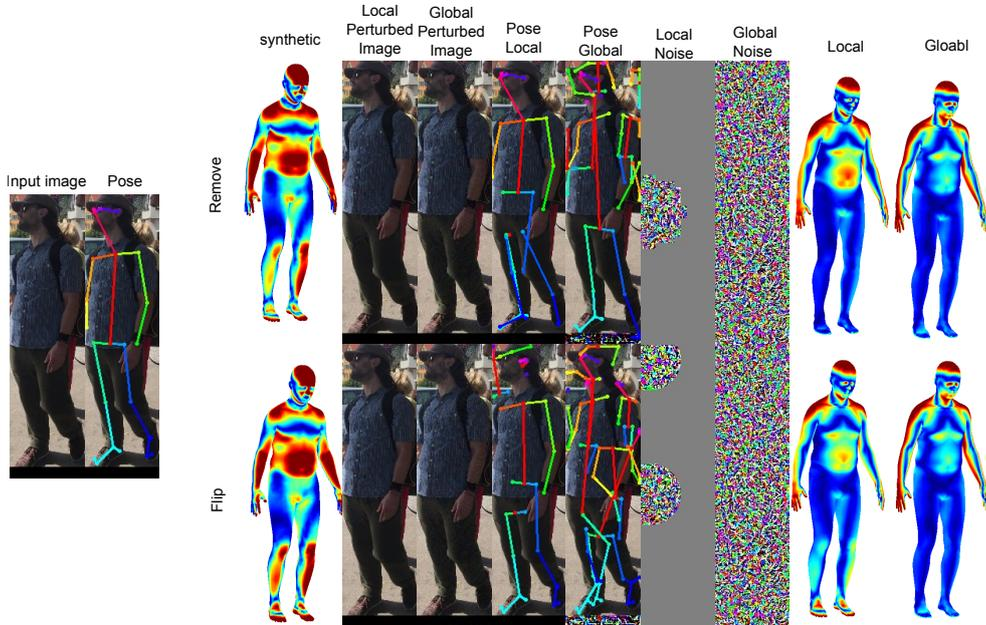 synthetic
Local
Perturbed
Image
Global
Perturbed
Image
Pose
Local
Pose
Global
Local
Noise
Global
Noise
Local
Gloabl
Input image
Pose
Remove
Flip